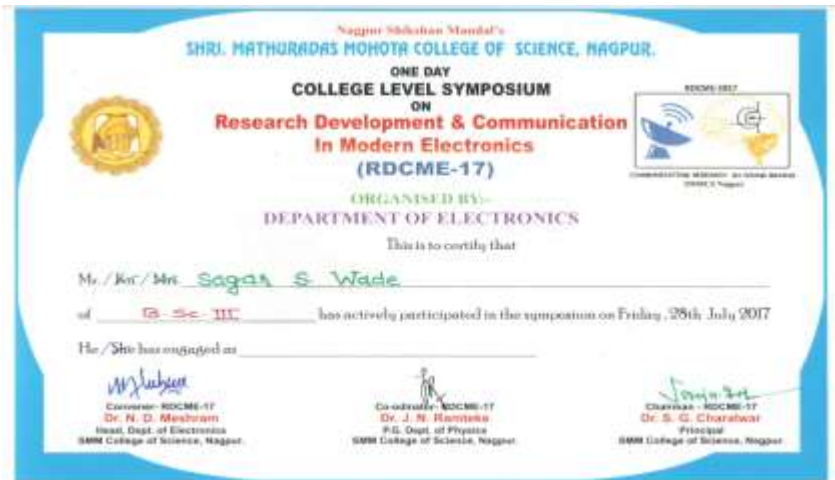 Nagpur Shikshan Mandal's
SHRI. MATHURADAS MOHOTA COLLEGE OF SCIENCE, NAGPUR.
ONE DAY
COLLEGE LEVEL SYMPOSIUM
ON
Research Development & Communication
In Modern Electronics
(RDCME-17)
RDCME-2017
ORGANISED BY:-
DEPARTMENT OF ELECTRONICS
This is to certify that
Mr./Ku/Mrs. Sagar S. Wade
of B.Sc. III has actively participated in the symposium on Friday, 28th July 2017
He/She has engaged as
Convener- RDCME-17
Dr. N. D. Meshram
Head, Dept. of Electronics
SMM College of Science, Nagpur.
Co-odinator- RDCME-17
Dr. J. N. Ramteke
P.G. Dept. of Physics
SMM College of Science, Nagpur.
Chairman - RDCME-17
Dr. S. G. Charalwar
Principal
SMM College of Science, Nagpur.